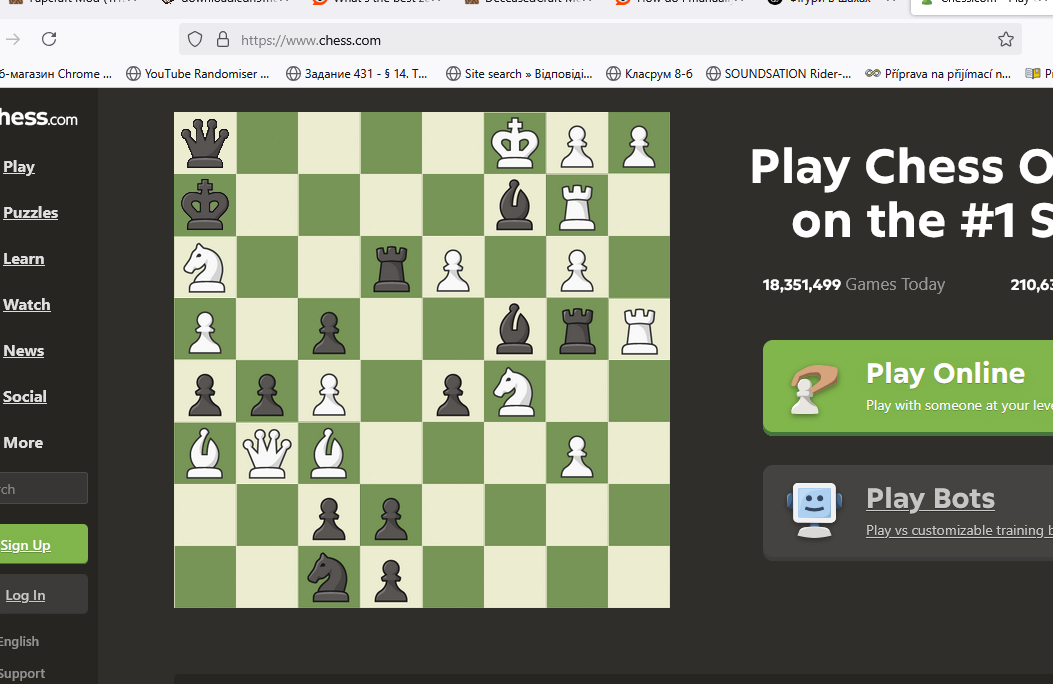 https://www.chess.com
б-магазин Chrome ...
YouTube Randomiser ...
Задание 431 - § 14. Т...
Site search » Відповіді...
Класрум 8-б
SOUNDSATION Rider-...
Příprava na přijímací n...
hess.com
Play
Puzzles
Learn
Watch
News
Social
More
rch
Sign Up
Log In
English
Support
Play Chess O
on the #1 S
18,351,499 Games Today
210,63
Play Online
Play with someone at your leve
Play Bots
Play vs customizable training b